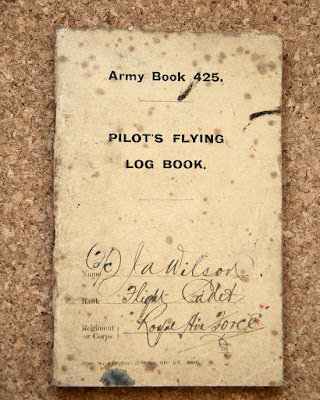 Army Book 425.
PILOT'S FLYING
LOG BOOK.
Name J A Wilson
Rank Flight Cadet
Regiment or Corps } "Royal Air Force"